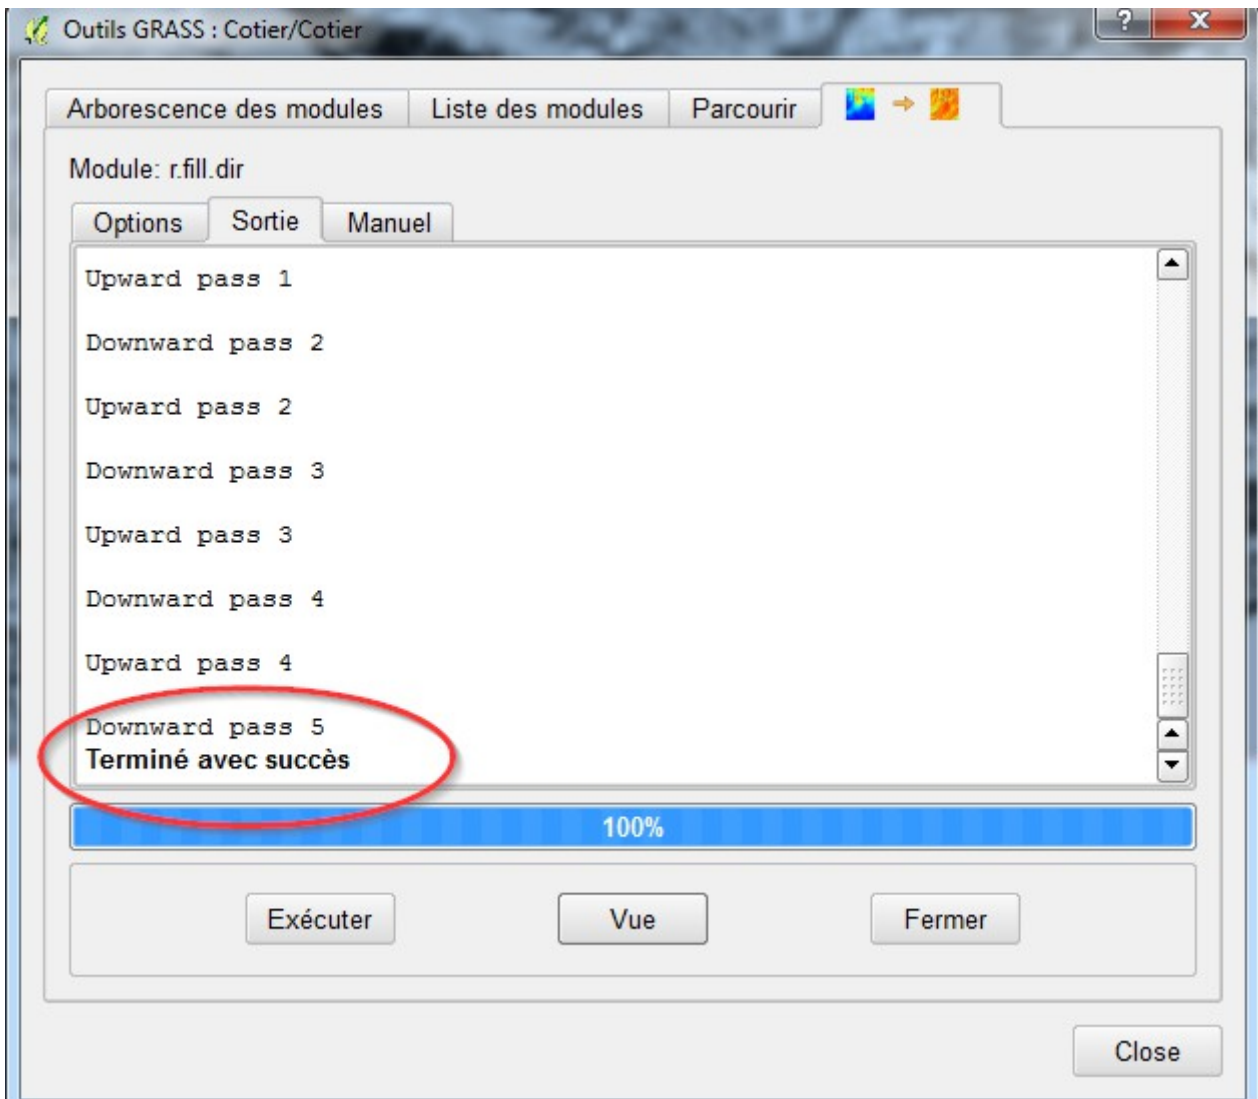 Outils GRASS : Cotier/Cotier
?
Arborescence des modules Liste des modules Parcourir
Module: r.fill.dir
Options Sortie Manuel
Upward pass 1
Downward pass 2
Upward pass 2
Downward pass 3
Upward pass 3
Downward pass 4
Upward pass 4
Downward pass 5
Terminé avec succès
100%
Exécuter Vue Fermer
Close